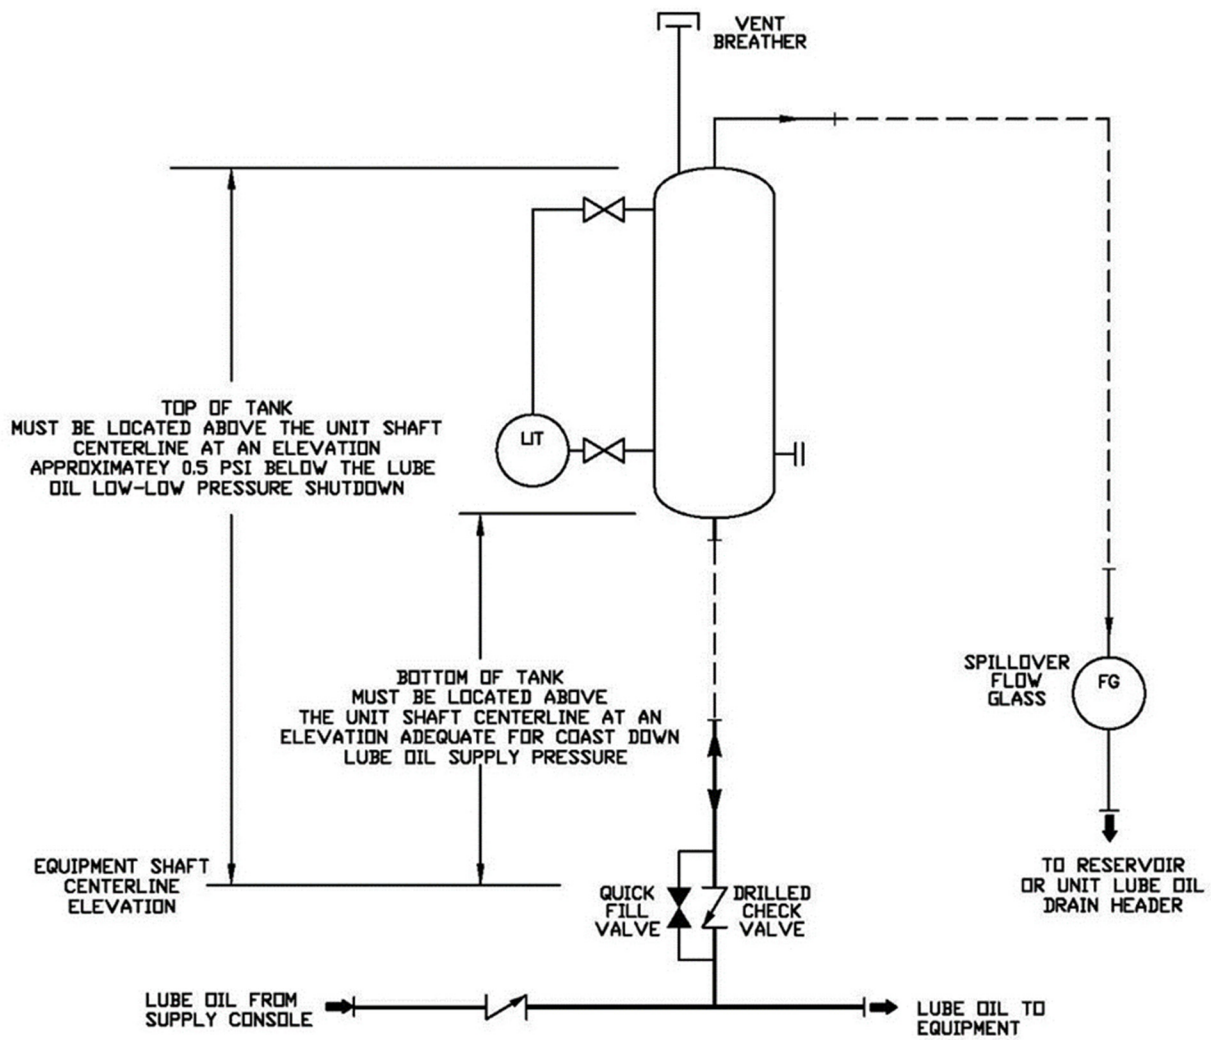 VENT
BREATHER
TOP OF TANK
MUST BE LOCATED ABOVE THE UNIT SHAFT
CENTERLINE AT AN ELEVATION
APPROXIMATEY 0.5 PSI BELOW THE LUBE
OIL LOW-LOW PRESSURE SHUTDOWN
LIT
BOTTOM OF TANK
MUST BE LOCATED ABOVE
THE UNIT SHAFT CENTERLINE AT AN
ELEVATION ADEQUATE FOR COAST DOWN
LUBE OIL SUPPLY PRESSURE
SPILLOVER
FLOW
GLASS
FG
EQUIPMENT SHAFT
CENTERLINE
ELEVATION
QUICK
FILL
VALVE
DRILLED
CHECK
VALVE
TO RESERVOIR
OR UNIT LUBE OIL
DRAIN HEADER
LUBE OIL FROM
SUPPLY CONSOLE
LUBE OIL TO
EQUIPMENT